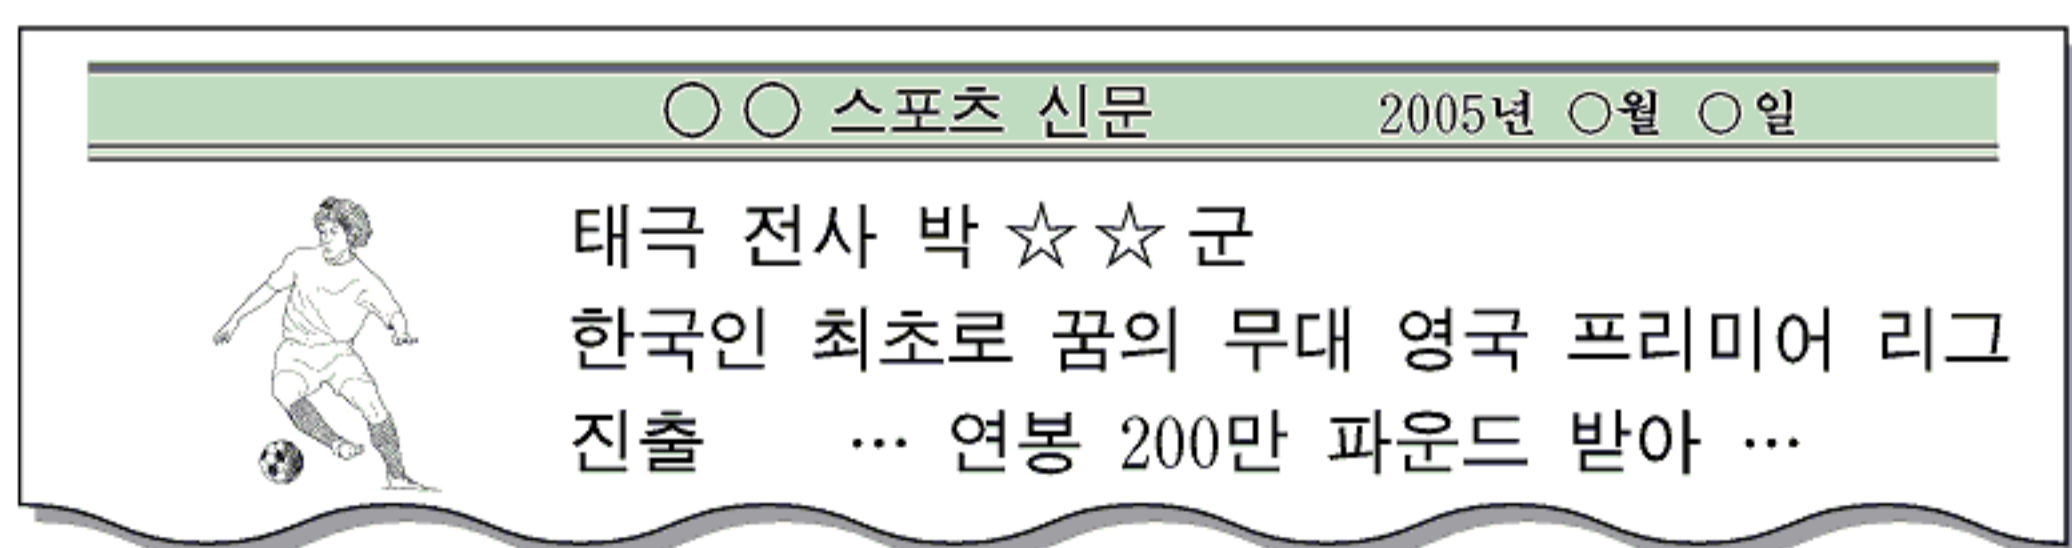 ○○ 스포츠 신문 2005년 ○월 ○일
태극 전사 박☆☆군
한국인 최초로 꿈의 무대 영국 프리미어 리그
진출 … 연봉 200만 파운드 받아 …